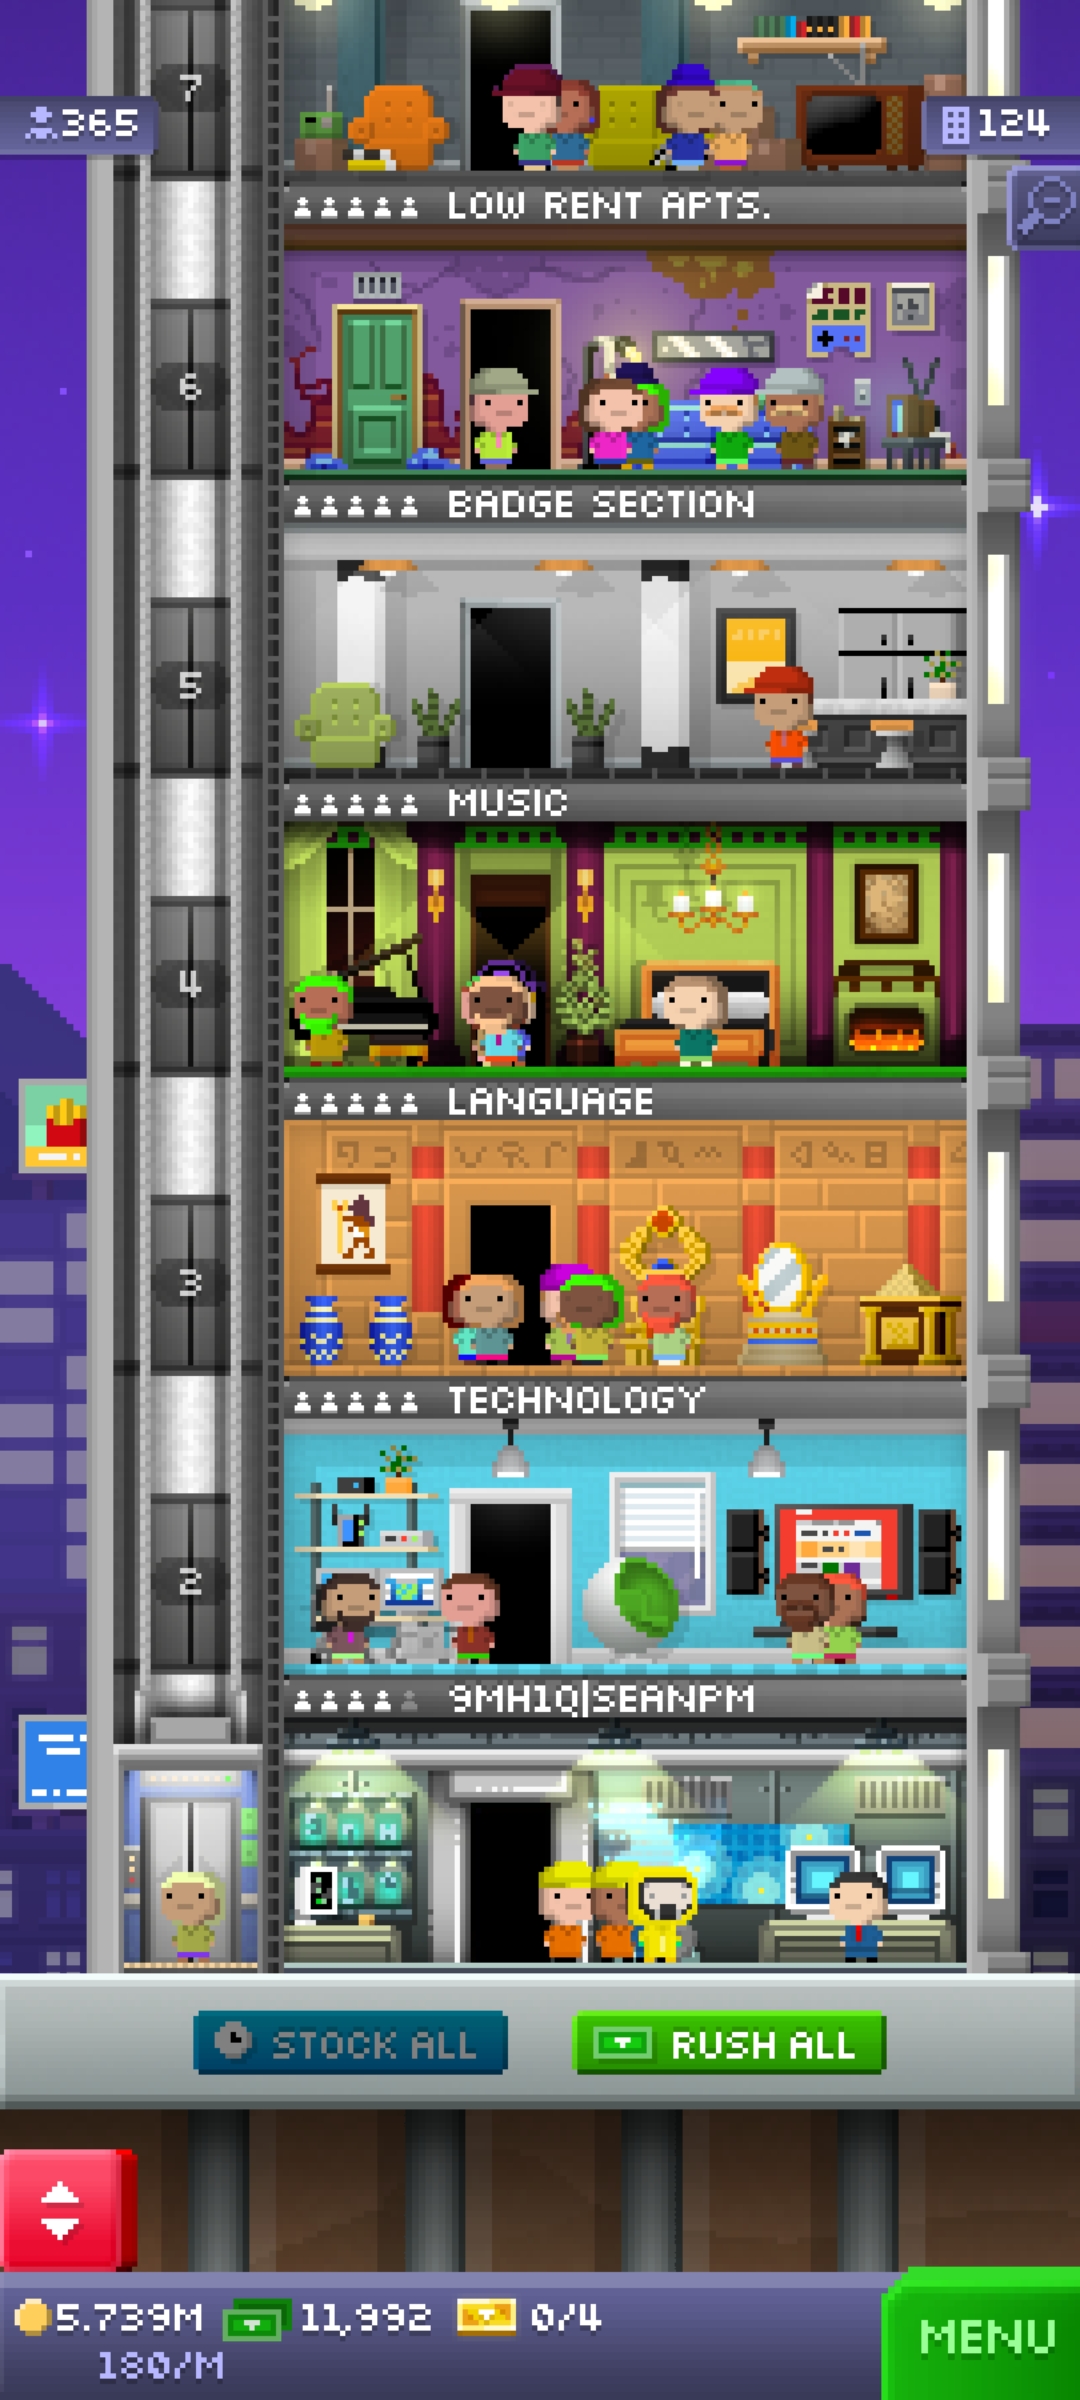 7
365
124
LOW RENT APTS.
6
BADGE SECTION
5
MUSIC
4
LANGUAGE
3
TECHNOLOGY
2
9MH1Q|SEANPM
STOCK ALL
RUSH ALL
5.739M
11,992
0/4
180/M
MENU